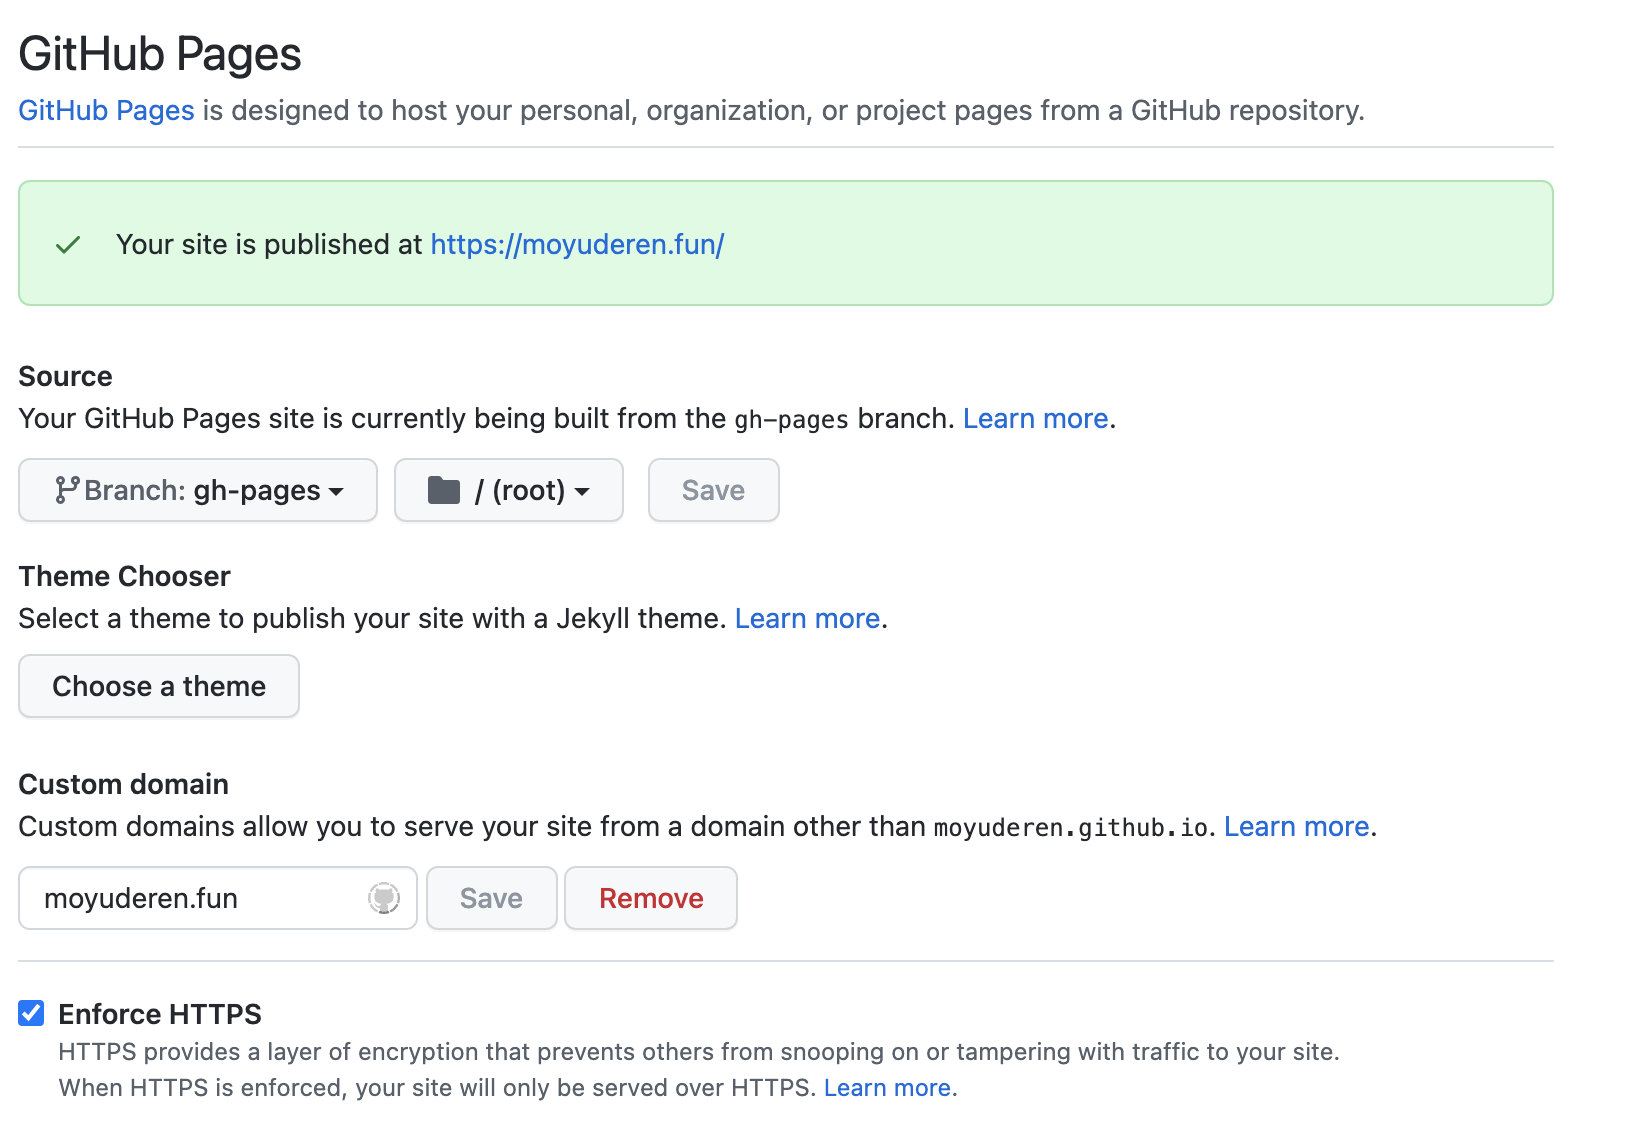 GitHub Pages
GitHub Pages is designed to host your personal, organization, or project pages from a GitHub repository.
Your site is published at https://moyuderen.fun/
Source
Your GitHub Pages site is currently being built from the gh-pages branch. Learn more.
Branch: gh-pages
/ (root)
Save
Theme Chooser
Select a theme to publish your site with a Jekyll theme. Learn more.
Choose a theme
Custom domain
Custom domains allow you to serve your site from a domain other than moyuderen.github.io. Learn more.
moyuderen.fun
Save
Remove
Enforce HTTPS
HTTPS provides a layer of encryption that prevents others from snooping on or tampering with traffic to your site.
When HTTPS is enforced, your site will only be served over HTTPS. Learn more.